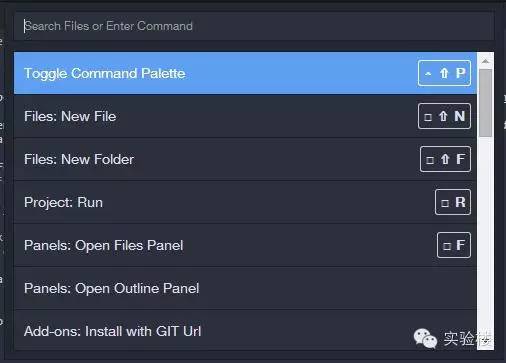 Search Files or Enter Command
Toggle Command Palette ⌃ ⇧ P
Files: New File □ ⇧ N
Files: New Folder □ ⇧ F
Project: Run □ R
Panels: Open Files Panel □ F
Panels: Open Outline Panel
Add-ons: Install with GIT Url
实验楼